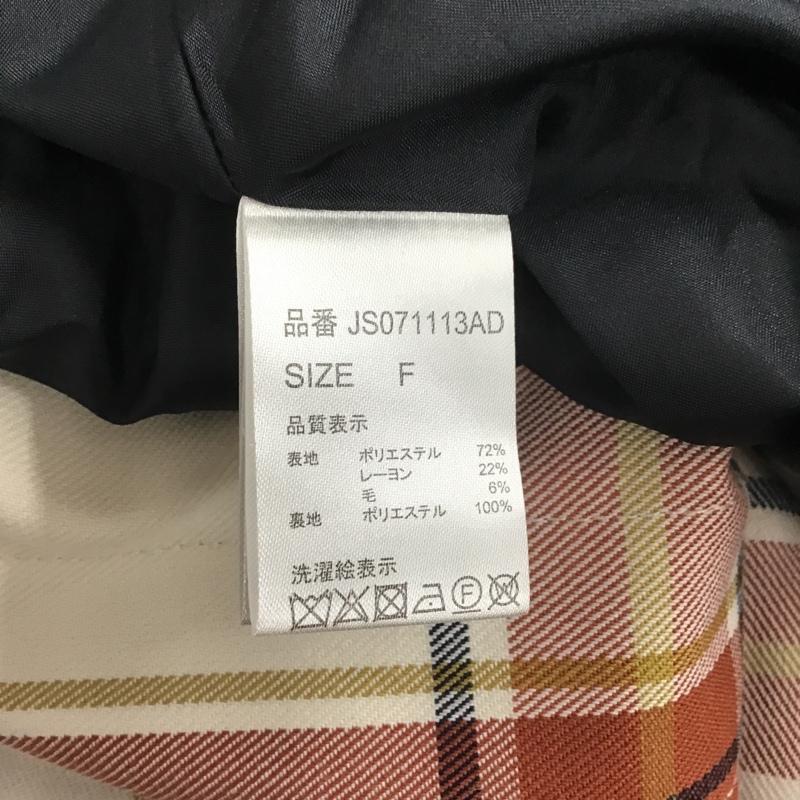 品番 JS071113AD
SIZE F
品質表示
表地 ポリエステル 72%
レーヨン 22%
毛 6%
裏地 ポリエステル 100%
洗濯絵表示
F W